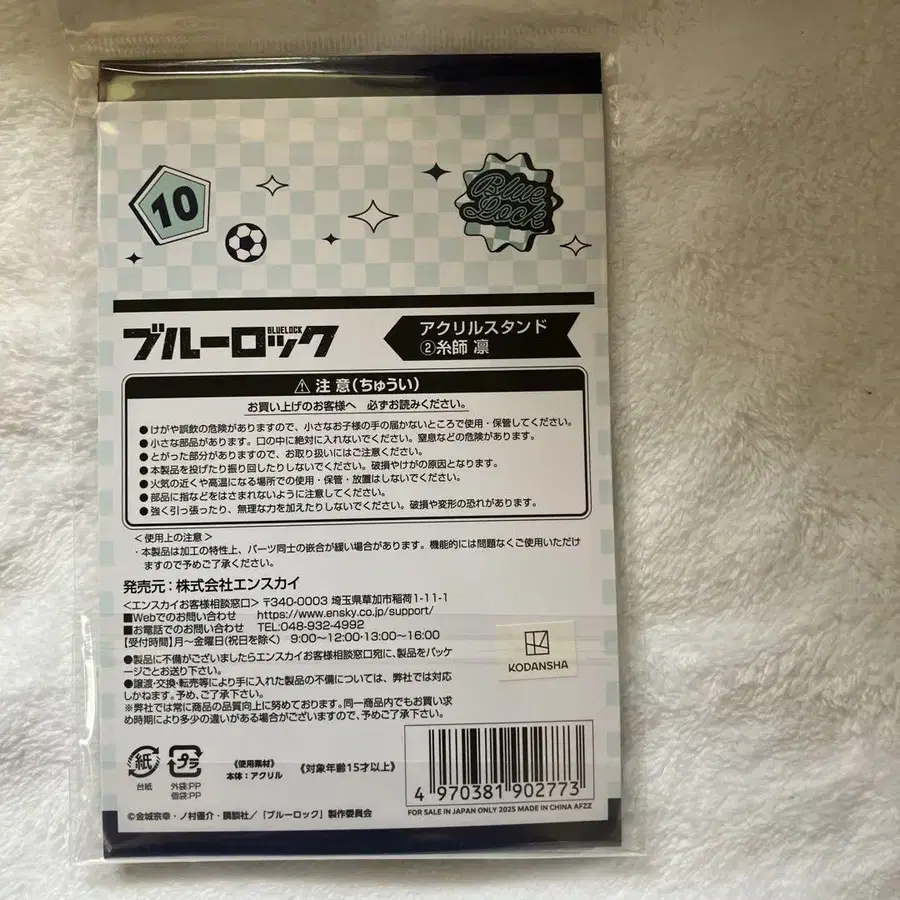 10
Blue Lock
ブルーロック
BLUELOCK
アクリルスタンド
②糸師 凛
⚠注意(ちゅうい)
お買い上げのお客様へ 必ずお読みください。
●けがや誤飲の危険がありますので、小さなお子様の手の届かないところで使用・保管してください。
●小さな部品があります。口の中に絶対に入れないでください。窒息などの危険があります。
●とがった部分がありますので、お取り扱いにはご注意ください。
●本製品を投げたり振り回したりしないでください。破損やけがの原因となります。
●火気の近くや高温になる場所での使用・保管・放置はしないでください。
●部品に指などをはさまれないように注意してください。
●強く引っ張ったり、無理な力を加えたりしないでください。破損や変形の恐れがあります。
<使用上の注意>
・本製品は加工の特性上、パーツ同士の嵌合が緩い場合があります。機能的には問題なくご使用いただけ
ますので予めご了承ください。
発売元:株式会社エンスカイ
<エンスカイお客様相談窓口>〒340-0003 埼玉県草加市稲荷1-11-1
■Webでのお問い合わせ https://www.ensky.co.jp/support/
■お電話でのお問い合わせ TEL:048-932-4992
【受付時間】月～金曜日(祝日を除く) 9:00~12:00・13:00~16:00
●製品に不備がございましたらエンスカイお客様相談窓口宛に、製品をパッケ
ージごとお送り下さい。
●譲渡・交換・転売等により手に入れた製品の不備については、弊社では対応
しかねます。予め、ご了承下さい。
※弊社では常に商品の品質向上に努めております。同一商品内でもお買い求
め時期により多少の違いがある場合がございますので、予めご了承下さい。
KODANSHA
紙
台紙
プラ
外袋:PP
個袋:PP
《使用素材》
本体:アクリル
《対象年齢15才以上》
4 970381 902773
FOR SALE IN JAPAN ONLY 2025 MADE IN CHINA AFZZ
©金城宗幸・ノ村優介・講談社/「ブルーロック」製作委員会